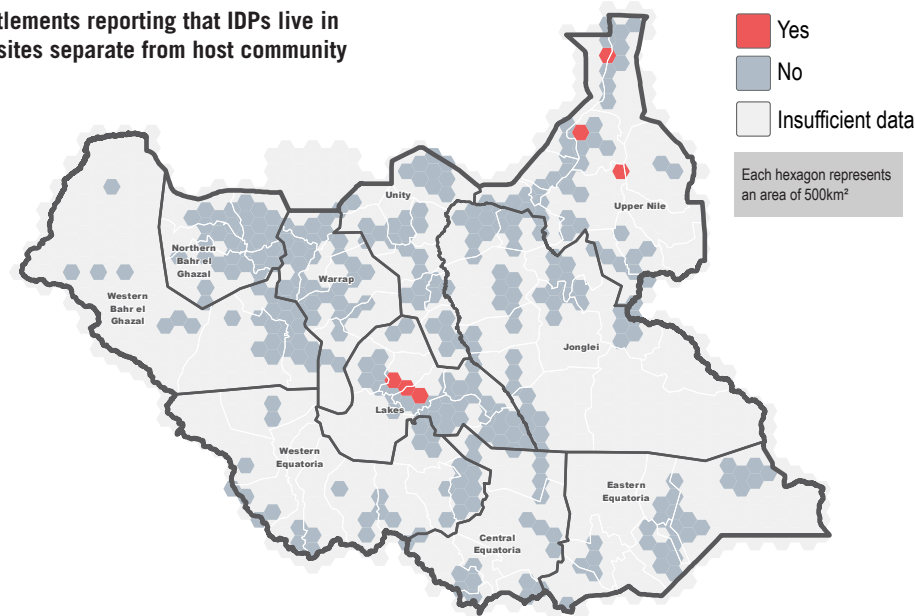 tlements reporting that IDPs live in
sites separate from host community
Yes
No
Insufficient data
Each hexagon represents
an area of 500km²
Unity
Upper Nile
Northern
Bahr el
Ghazal
Warrap
Western
Bahr el
Ghazal
Jonglei
Lakes
Western
Equatoria
Eastern
Equatoria
Central
Equatoria